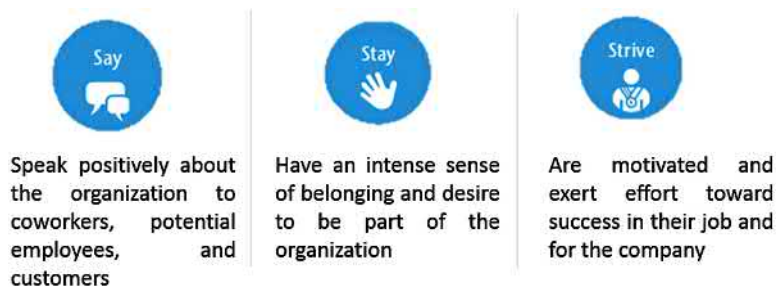 Say
Speak positively about
the organization to
coworkers, potential
employees, and
customers
Stay
Have an intense sense
of belonging and desire
to be part of the
organization
Strive
Are motivated and
exert effort toward
success in their job and
for the company